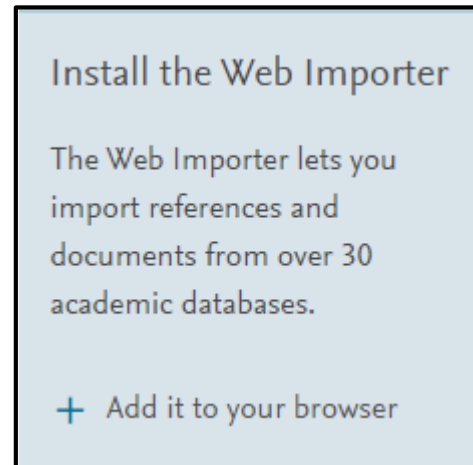 Install the Web Importer
The Web Importer lets you
import references and
documents from over 30
academic databases.
+ Add it to your browser